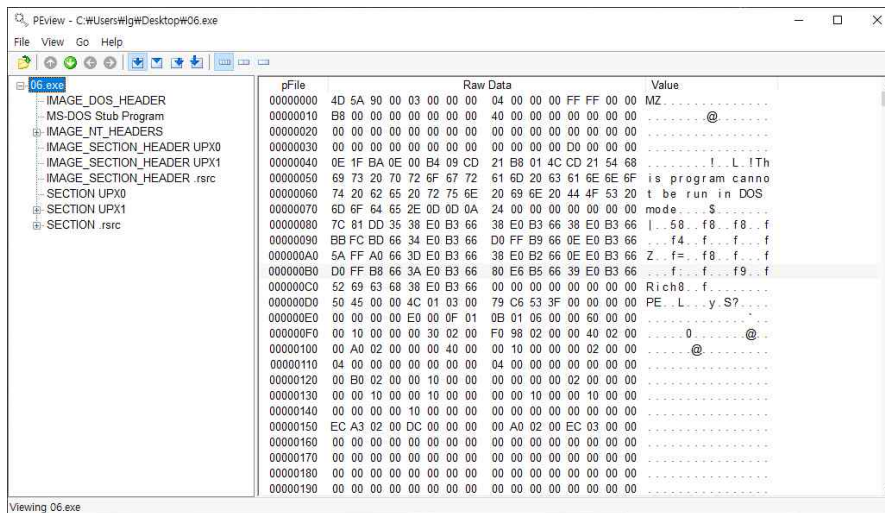 PEview - C:₩Users₩lg₩Desktop₩06.exe
File View Go Help
06.exe
IMAGE_DOS_HEADER
MS-DOS Stub Program
IMAGE_NT_HEADERS
IMAGE_SECTION_HEADER UPX0
IMAGE_SECTION_HEADER UPX1
IMAGE_SECTION_HEADER .rsrc
SECTION UPX0
SECTION UPX1
SECTION .rsrc
pFile Raw Data Value
00000000 4D 5A 90 00 03 00 00 00 04 00 00 00 FF FF 00 00 MZ..............
00000010 B8 00 00 00 00 00 00 00 40 00 00 00 00 00 00 00 ........@.......
00000020 00 00 00 00 00 00 00 00 00 00 00 00 00 00 00 00 ................
00000030 00 00 00 00 00 00 00 00 00 00 00 00 D0 00 00 00 ................
00000040 0E 1F BA 0E 00 B4 09 CD 21 B8 01 4C CD 21 54 68 ........!..L.!Th
00000050 69 73 20 70 72 6F 67 72 61 6D 20 63 61 6E 6E 6F is program canno
00000060 74 20 62 65 20 72 75 6E 20 69 6E 20 44 4F 53 20 t be run in DOS
00000070 6D 6F 64 65 2E 0D 0D 0A 24 00 00 00 00 00 00 00 mode....$.......
00000080 7C 81 DD 35 38 E0 B3 66 38 E0 B3 66 38 E0 B3 66 |..58..f8..f8..f
00000090 BB FC BD 66 34 E0 B3 66 D0 FF B9 66 0E E0 B3 66 ...f4..f...f...f
000000A0 5A FF A0 66 3D E0 B3 66 38 E0 B2 66 0E E0 B3 66 Z..f=..f8..f...f
000000B0 D0 FF B8 66 3A E0 B3 66 80 E6 B5 66 39 E0 B3 66 ...f:..f...f9..f
000000C0 52 69 63 68 38 E0 B3 66 00 00 00 00 00 00 00 00 Rich8..f........
000000D0 50 45 00 00 4C 01 03 00 79 C6 53 3F 00 00 00 00 PE..L...y.S?....
000000E0 00 00 00 00 E0 00 0F 01 0B 01 06 00 00 60 00 00 .............`..
000000F0 00 10 00 00 00 30 02 00 F0 98 02 00 00 40 02 00 .....0.......@..
00000100 00 A0 02 00 00 00 40 00 00 10 00 00 00 02 00 00 ......@.........
00000110 04 00 00 00 00 00 00 00 04 00 00 00 00 00 00 00 ................
00000120 00 B0 02 00 00 10 00 00 00 00 00 00 02 00 00 00 ................
00000130 00 00 10 00 00 10 00 00 00 00 10 00 00 10 00 00 ................
00000140 00 00 00 00 10 00 00 00 00 00 00 00 00 00 00 00 ................
00000150 EC A3 02 00 DC 00 00 00 00 A0 02 00 EC 03 00 00 ................
00000160 00 00 00 00 00 00 00 00 00 00 00 00 00 00 00 00 ................
00000170 00 00 00 00 00 00 00 00 00 00 00 00 00 00 00 00 ................
00000180 00 00 00 00 00 00 00 00 00 00 00 00 00 00 00 00 ................
00000190 00 00 00 00 00 00 00 00 00 00 00 00 00 00 00 00 ................
Viewing 06.exe